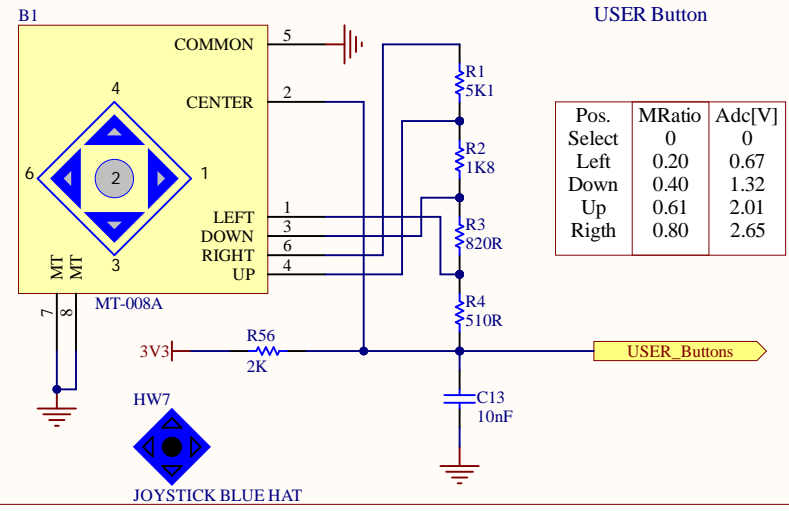 B1
USER Button
COMMON 5
CENTER 2
4
6 2 1
3
LEFT 1
DOWN 3
RIGHT 6
UP 4
MT
MT
7
8
MT-008A
R1
5K1
R2
1K8
R3
820R
R4
510R
Pos. MRatio Adc[V]
Select 0 0
Left 0.20 0.67
Down 0.40 1.32
Up 0.61 2.01
Rigth 0.80 2.65
3V3
R56
2K
USER_Buttons
C13
10nF
HW7
JOYSTICK BLUE HAT